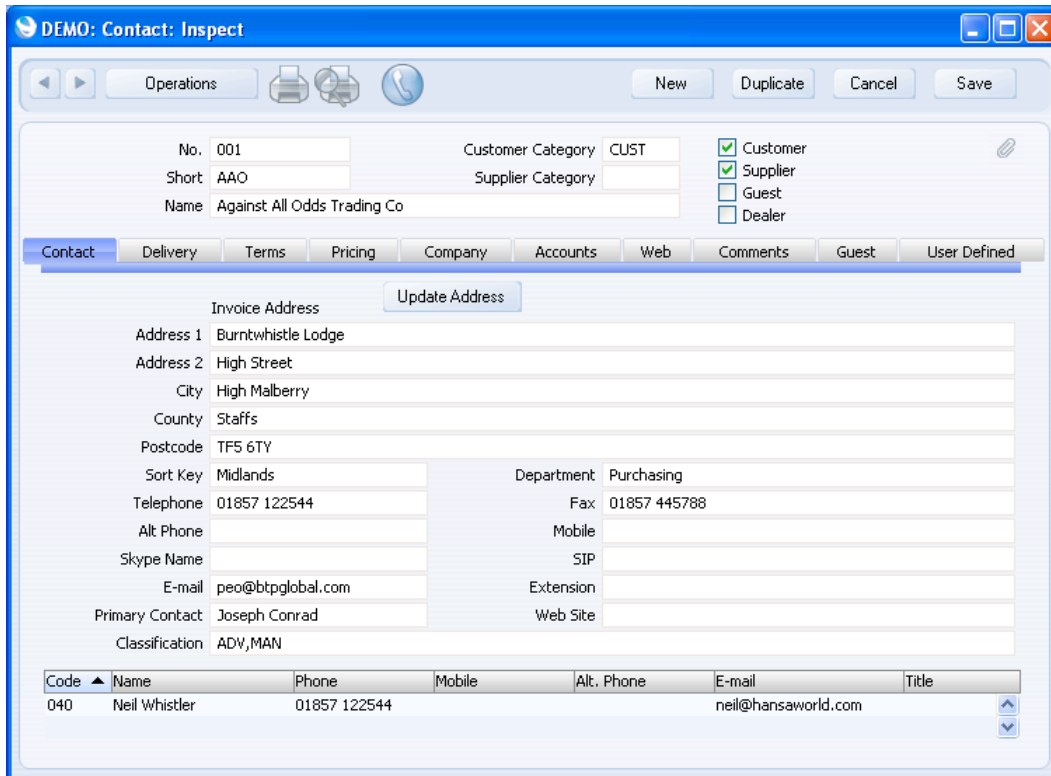 DEMO: Contact: Inspect
Operations New Duplicate Cancel Save
No. 001 Customer Category CUST Customer
Short AAO Supplier Category Supplier
Guest
Name Against All Odds Trading Co
Dealer
Contact Delivery Terms Pricing Company Accounts Web Comments Guest User Defined
Invoice Address Update Address
Address 1 Burntwhistle Lodge
Address 2 High Street
City High Malberry
County Staffs
Postcode TF5 6TY
Sort Key Midlands Department Purchasing
Telephone 01857 122544 Fax 01857 445788
Alt Phone Mobile
Skype Name SIP
E-mail peo@btpglobal.com Extension
Primary Contact Joseph Conrad Web Site
Classification ADV,MAN
Code Name Phone Mobile Alt. Phone E-mail Title
040 Neil Whistler 01857 122544 neil@hansaworld.com